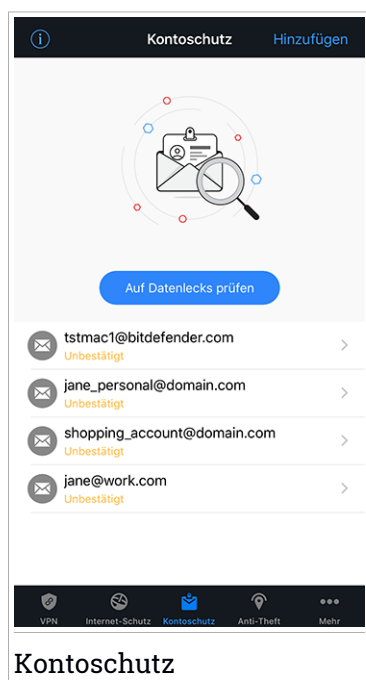 Kontoschutz Hinzufügen
Auf Datenlecks prüfen
tstmac1@bitdefender.com
Unbestätigt
jane_personal@domain.com
Unbestätigt
shopping_account@domain.com
Unbestätigt
jane@work.com
Unbestätigt
VPN Internet-Schutz Kontoschutz Anti-Theft Mehr
Kontoschutz